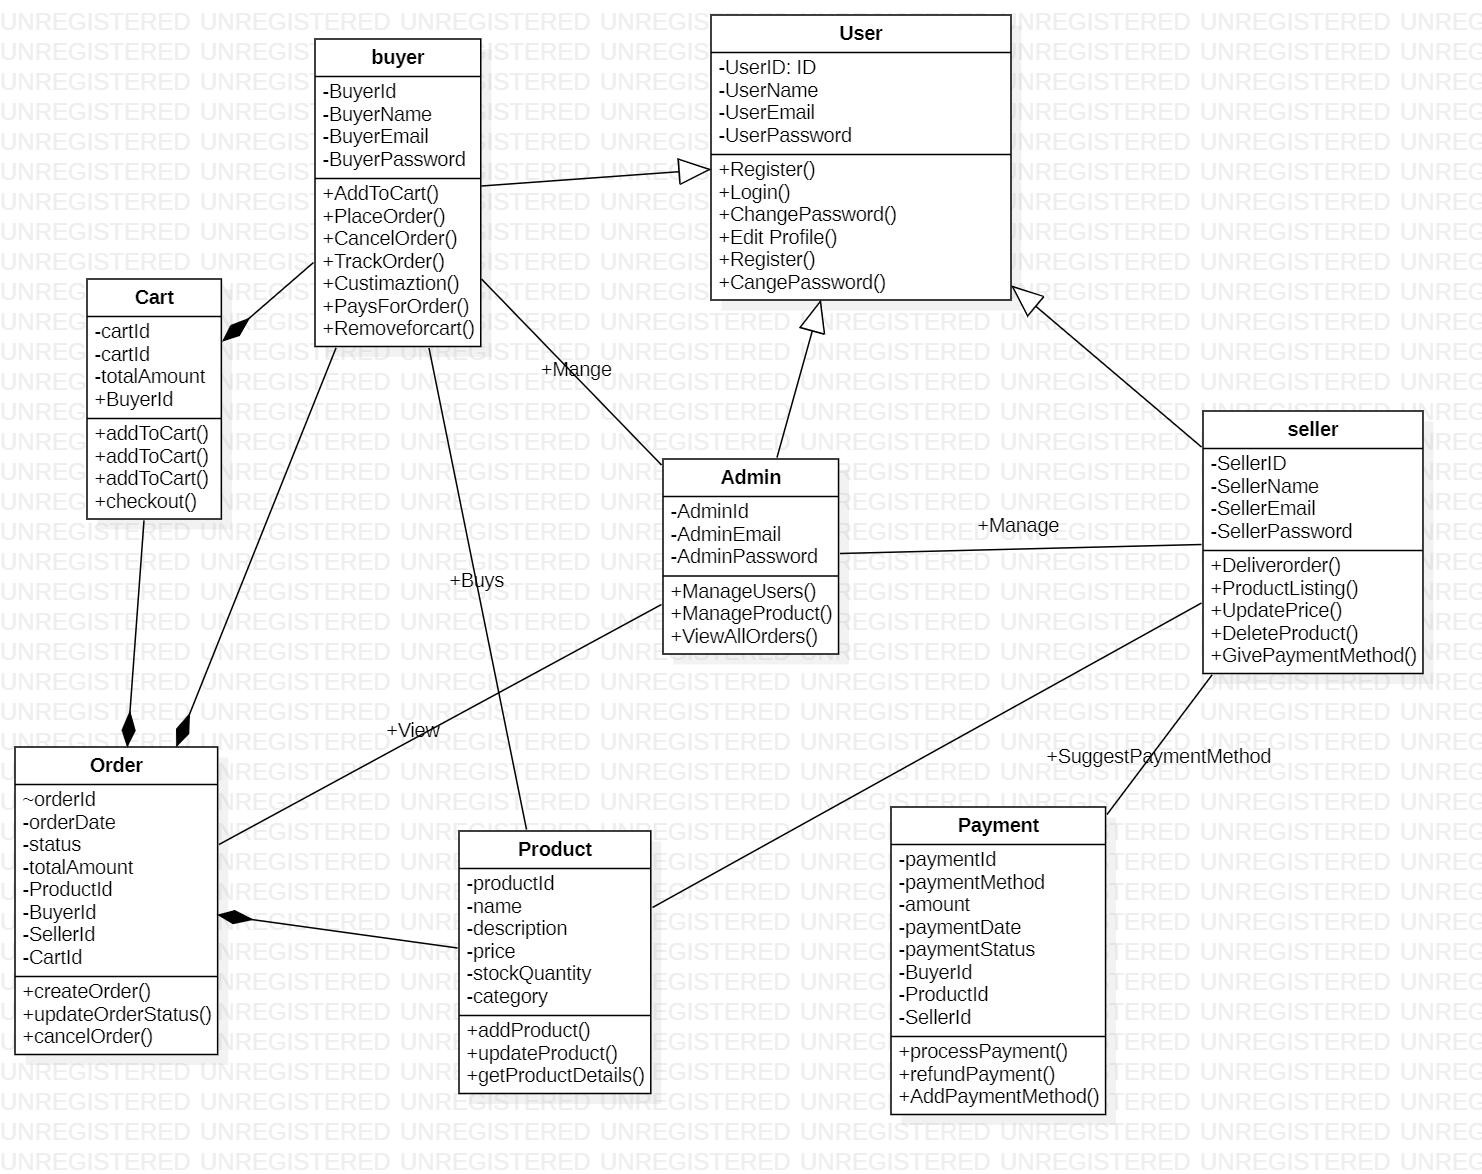 buyer
-BuyerId
-BuyerName
-BuyerEmail
-BuyerPassword
+AddToCart()
+PlaceOrder()
+CancelOrder()
+TrackOrder()
+Custimaztion()
+PaysForOrder()
+Removeforcart()
User
-UserID: ID
-UserName
-UserEmail
-UserPassword
+Register()
+Login()
+ChangePassword()
+Edit Profile()
+Register()
+CangePassword()
Cart
-cartId
-cartId
-totalAmount
+BuyerId
+addToCart()
+addToCart()
+addToCart()
+checkout()
+Mange
Admin
-AdminId
-AdminEmail
-AdminPassword
+ManageUsers()
+ManageProduct()
+ViewAllOrders()
+Manage
seller
-SellerID
-SellerName
-SellerEmail
-SellerPassword
+Deliverorder()
+ProductListing()
+UpdatePrice()
+DeleteProduct()
+GivePaymentMethod()
+Buys
+View
+SuggestPaymentMethod
Order
~orderId
-orderDate
-status
-totalAmount
-ProductId
-BuyerId
-SellerId
-CartId
+createOrder()
+updateOrderStatus()
+cancelOrder()
Product
-productId
-name
-description
-price
-stockQuantity
-category
+addProduct()
+updateProduct()
+getProductDetails()
Payment
-paymentId
-paymentMethod
-amount
-paymentDate
-paymentStatus
-BuyerId
-ProductId
-SellerId
+processPayment()
+refundPayment()
+AddPaymentMethod()
UNREGISTERED